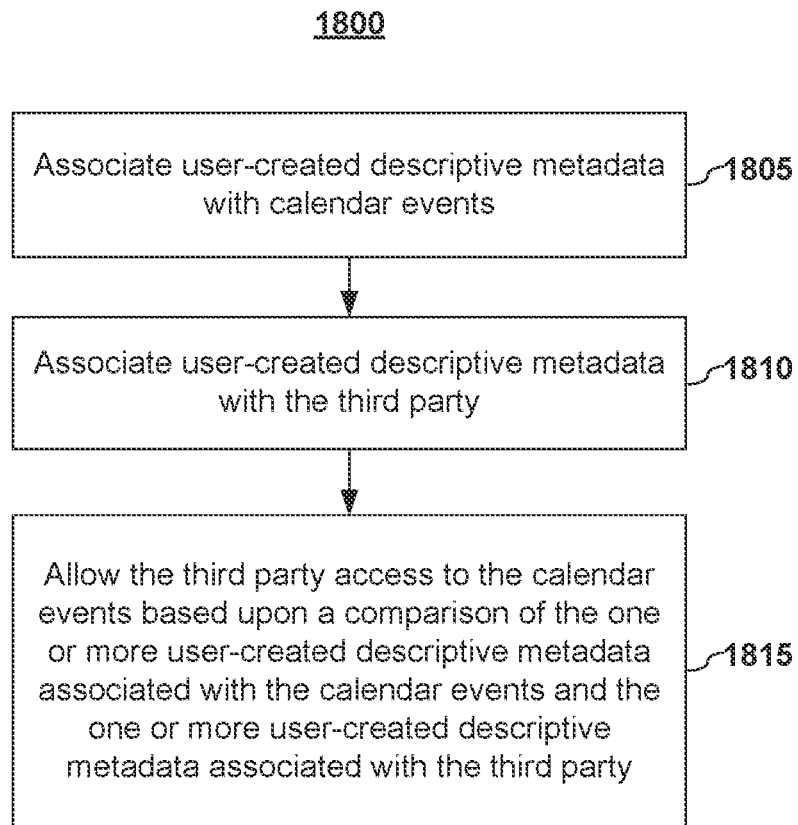 1800
Associate user-created descriptive metadata
with calendar events
1805
Associate user-created descriptive metadata
with the third party
1810
Allow the third party access to the calendar
events based upon a comparison of the one
or more user-created descriptive metadata
associated with the calendar events and the
one or more user-created descriptive
metadata associated with the third party
1815